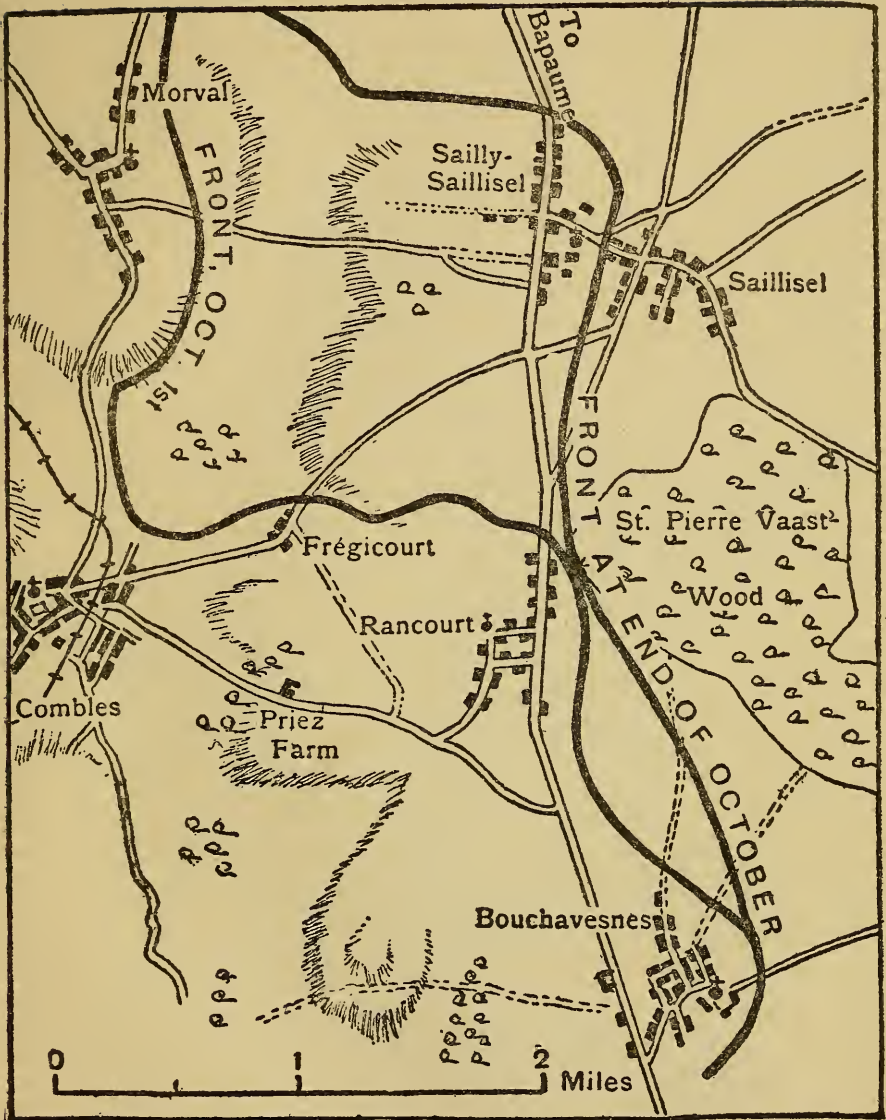 To
Bapaume
Morval
Sailly-
Saillisel
FRONT, OCT. 1st
Saillisel
FRONT AT END OF OCTOBER
St. Pierre Vaast
Wood
Frégicourt
Rancourt
Combles
Priez
Farm
Bouchavesnes
0 1 2 Miles